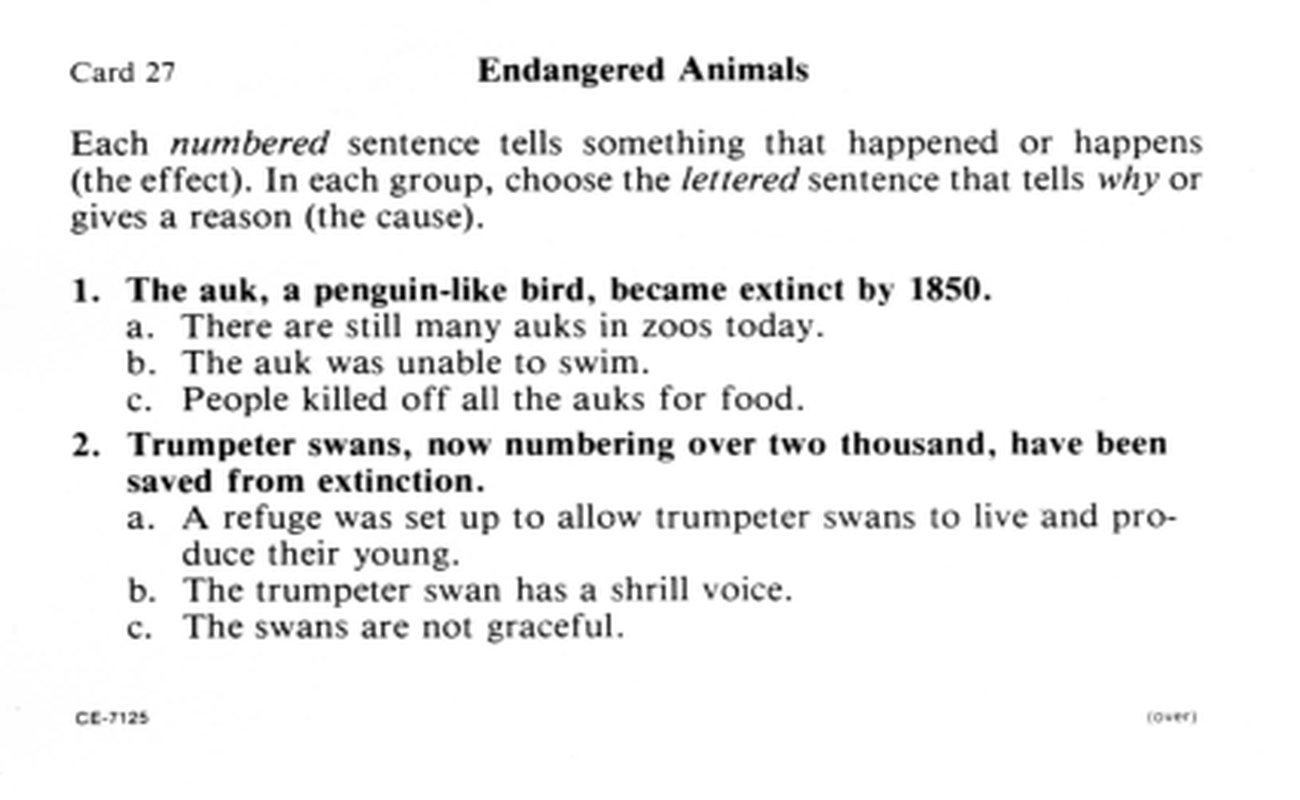 Card 27 Endangered Animals
Each numbered sentence tells something that happened or happens
(the effect). In each group, choose the lettered sentence that tells why or
gives a reason (the cause).
1. The auk, a penguin-like bird, became extinct by 1850.
a. There are still many auks in zoos today.
b. The auk was unable to swim.
c. People killed off all the auks for food.
2. Trumpeter swans, now numbering over two thousand, have been
saved from extinction.
a. A refuge was set up to allow trumpeter swans to live and pro-
duce their young.
b. The trumpeter swan has a shrill voice.
c. The swans are not graceful.
CE-7125 (over)